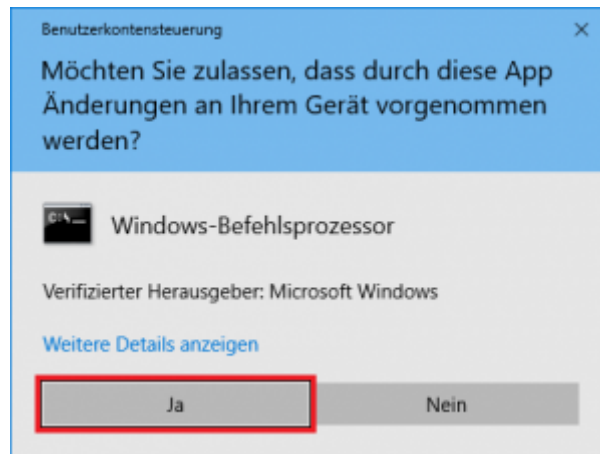 Benutzerkontensteuerung
Möchten Sie zulassen, dass durch diese App
Änderungen an Ihrem Gerät vorgenommen
werden?
C:\_
Windows-Befehlsprozessor
Verifizierter Herausgeber: Microsoft Windows
Weitere Details anzeigen
Ja
Nein